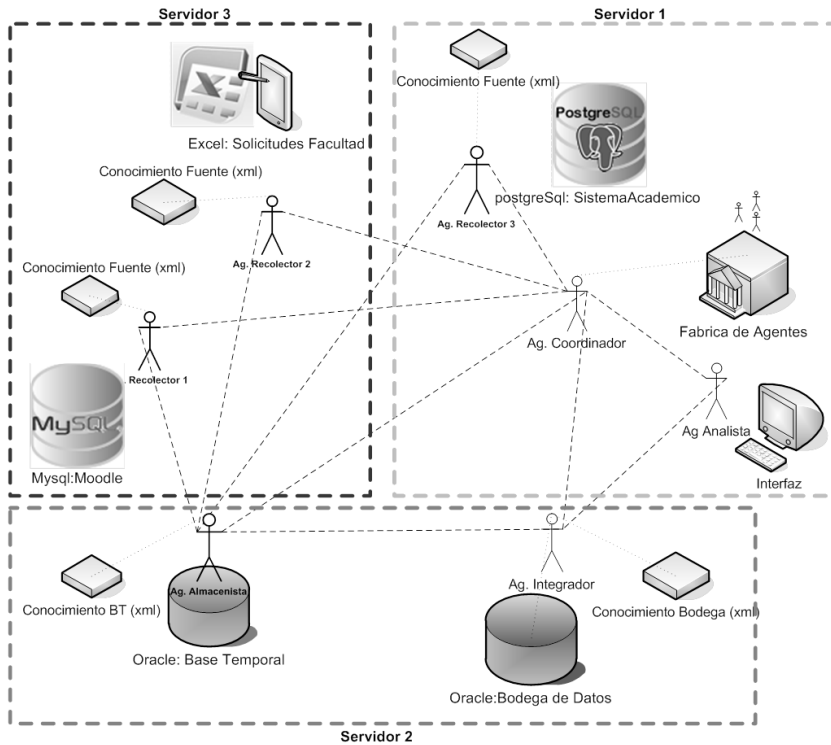 Servidor 3
Servidor 1
Conocimiento Fuente (xml)
PostgreSQL
Excel: Solicitudes Facultad
Conocimiento Fuente (xml)
postgreSql: SistemaAcademico
Ag. Recolector 3
Ag. Recolector 2
Conocimiento Fuente (xml)
Fabrica de Agentes
Ag. Coordinador
Recolector 1
MySQL
Ag Analista
Mysql:Moodle
Interfaz
Ag. Almacenista
Ag. Integrador
Conocimiento BT (xml)
Conocimiento Bodega (xml)
Oracle: Base Temporal
Oracle:Bodega de Datos
Servidor 2